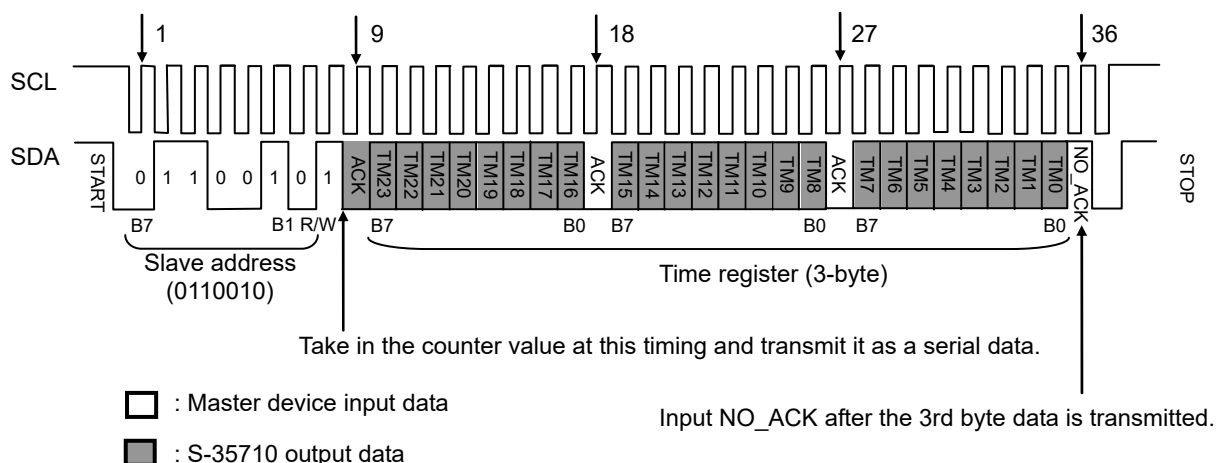 1 9 18 27 36
SCL
SDA
START 0 1 1 0 0 1 0 1 ACK TM23 TM22 TM21 TM20 TM19 TM18 TM17 TM16 ACK TM15 TM14 TM13 TM12 TM11 TM10 TM9 TM8 ACK TM7 TM6 TM5 TM4 TM3 TM2 TM1 TM0 NO_ACK STOP
B7 B1 R/W B7 B0 B7 B0 B7 B0
Slave address
(0110010)
Time register (3-byte)
Take in the counter value at this timing and transmit it as a serial data.
: Master device input data
Input NO_ACK after the 3rd byte data is transmitted.
: S-35710 output data